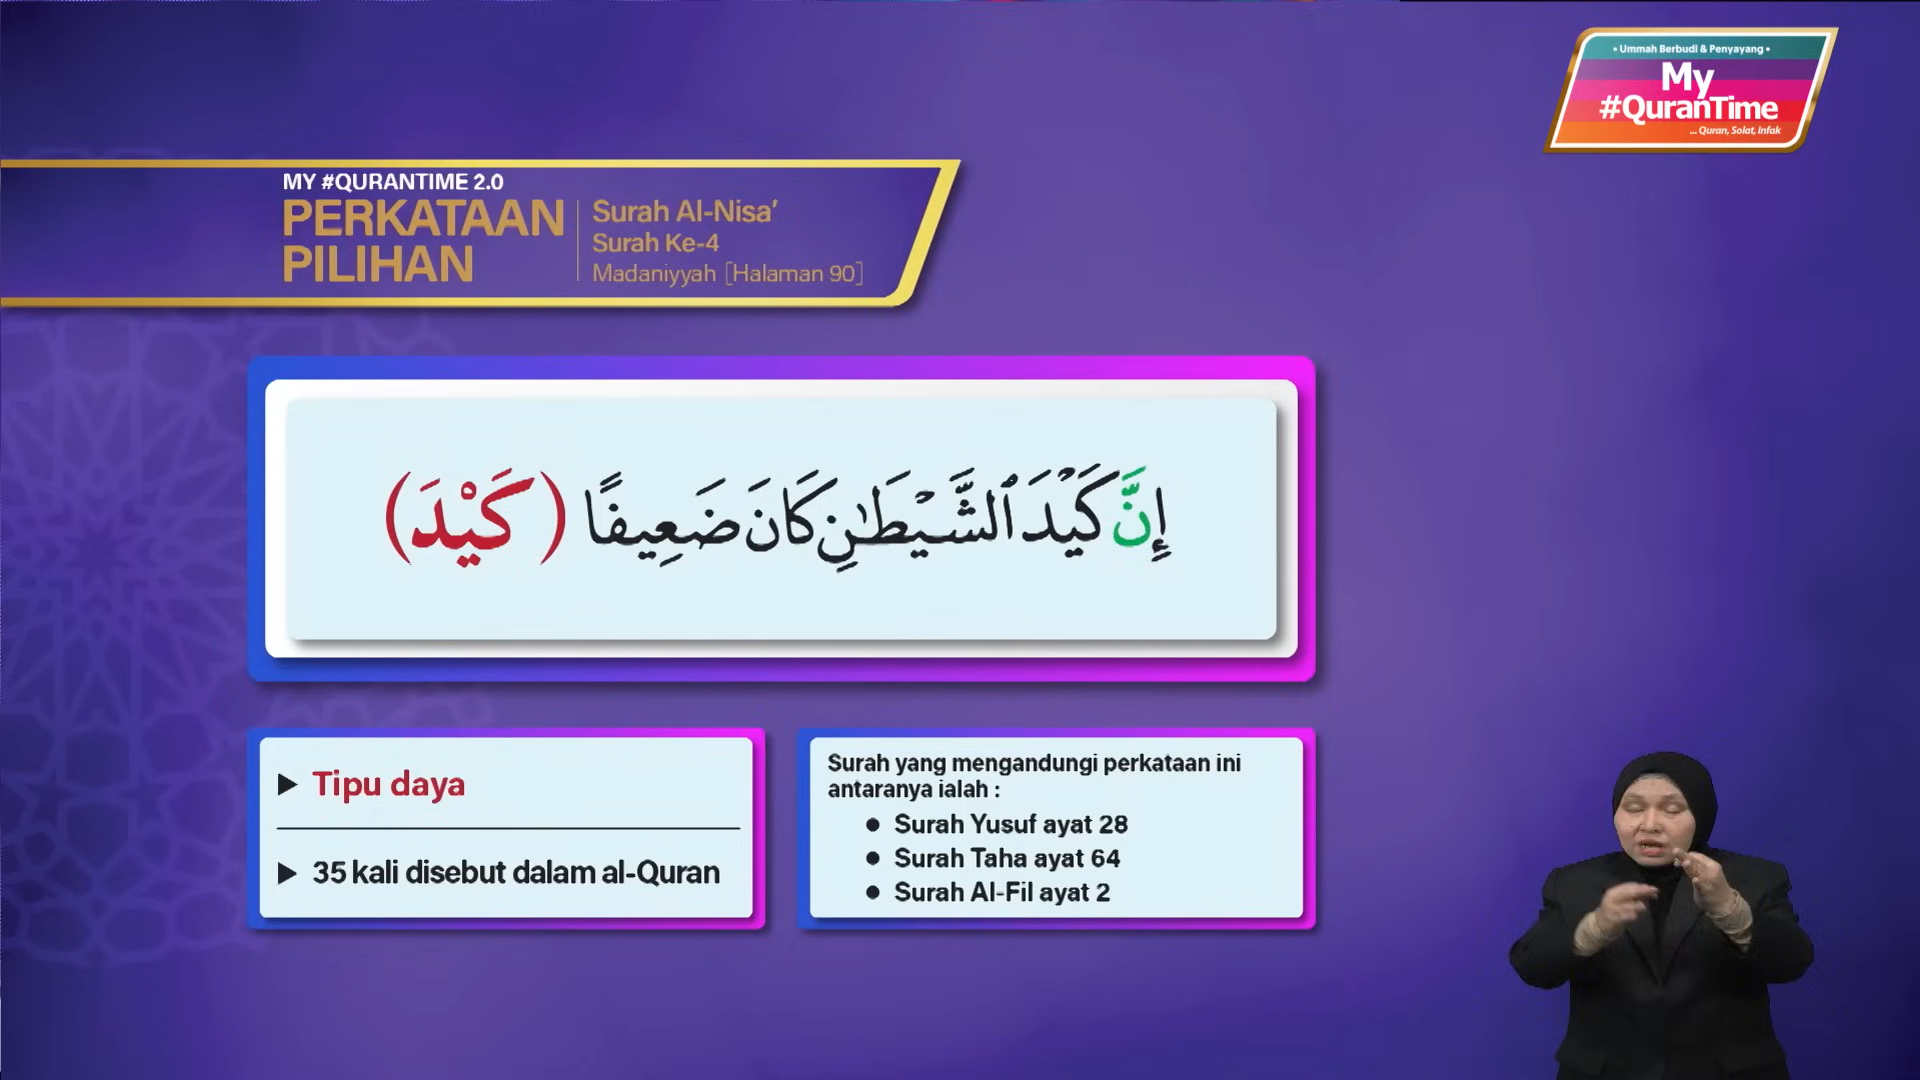 • Ummah Berbudi & Penyayang •
My
#QuranTime
... Quran, Solat, Infak
MY #QURANTIME 2.0
PERKATAAN
PILIHAN
Surah Al-Nisa’
Surah Ke-4
Madaniyyah [Halaman 90]
إِنَّ كَيْدَ ٱلشَّيْطَـٰنِ كَانَ ضَعِيفًا (كَيْدَ)
▶ Tipu daya
▶ 35 kali disebut dalam al-Quran
Surah yang mengandungi perkataan ini
antaranya ialah :
● Surah Yusuf ayat 28
● Surah Taha ayat 64
● Surah Al-Fil ayat 2